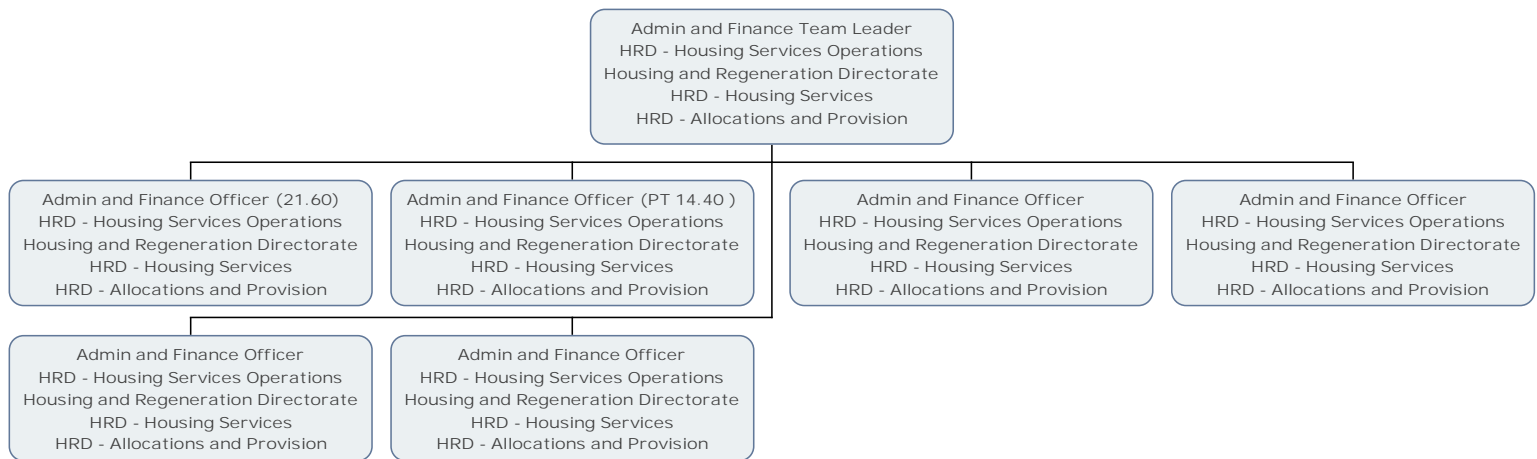 Admin and Finance Team Leader
HRD - Housing Services Operations
Housing and Regeneration Directorate
HRD - Housing Services
HRD - Allocations and Provision
Admin and Finance Officer (21.60)
HRD - Housing Services Operations
Housing and Regeneration Directorate
HRD - Housing Services
HRD - Allocations and Provision
Admin and Finance Officer (PT 14.40 )
HRD - Housing Services Operations
Housing and Regeneration Directorate
HRD - Housing Services
HRD - Allocations and Provision
Admin and Finance Officer
HRD - Housing Services Operations
Housing and Regeneration Directorate
HRD - Housing Services
HRD - Allocations and Provision
Admin and Finance Officer
HRD - Housing Services Operations
Housing and Regeneration Directorate
HRD - Housing Services
HRD - Allocations and Provision
Admin and Finance Officer
HRD - Housing Services Operations
Housing and Regeneration Directorate
HRD - Housing Services
HRD - Allocations and Provision
Admin and Finance Officer
HRD - Housing Services Operations
Housing and Regeneration Directorate
HRD - Housing Services
HRD - Allocations and Provision